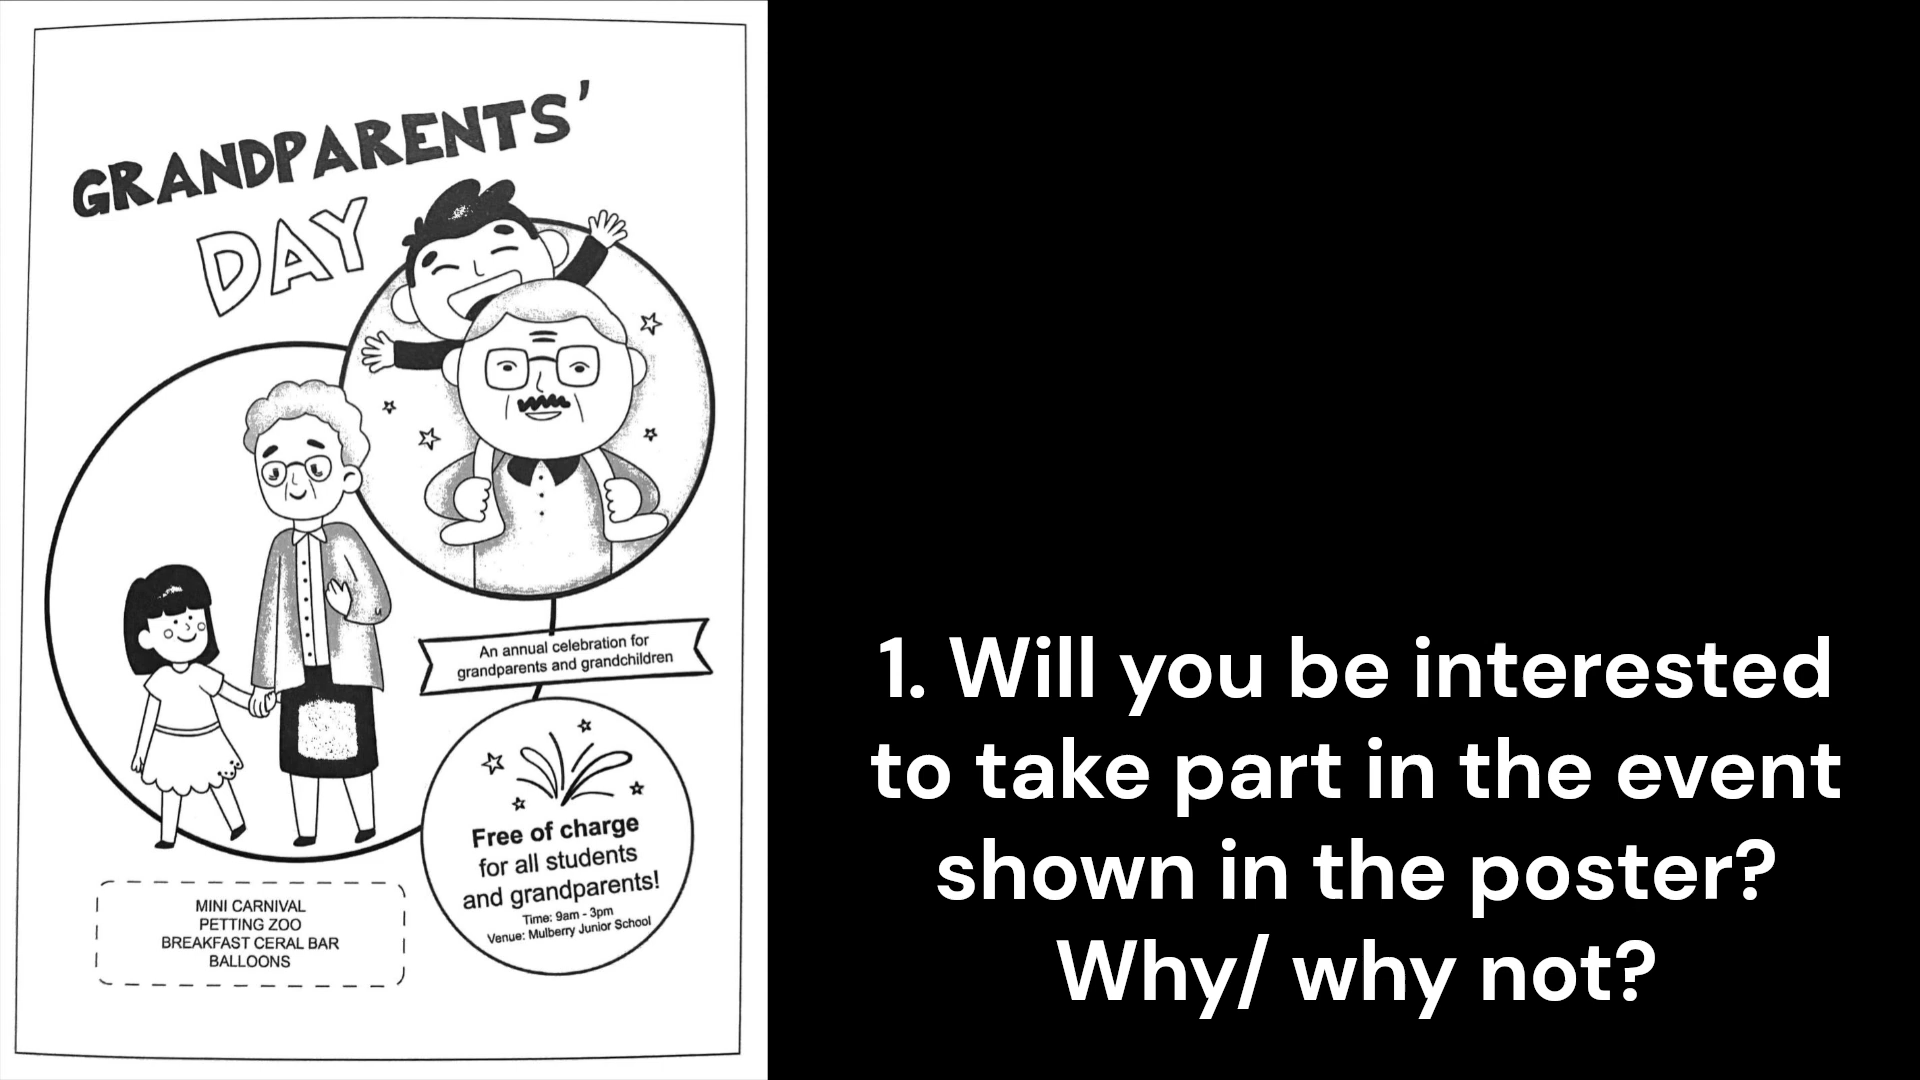 GRANDPARENTS'
DAY
An annual celebration for
grandparents and grandchildren
Free of charge
for all students
and grandparents!
Time: 9am - 3pm
Venue: Mulberry Junior School
MINI CARNIVAL
PETTING ZOO
BREAKFAST CERAL BAR
BALLOONS
1. Will you be interested
to take part in the event
shown in the poster?
Why/ why not?